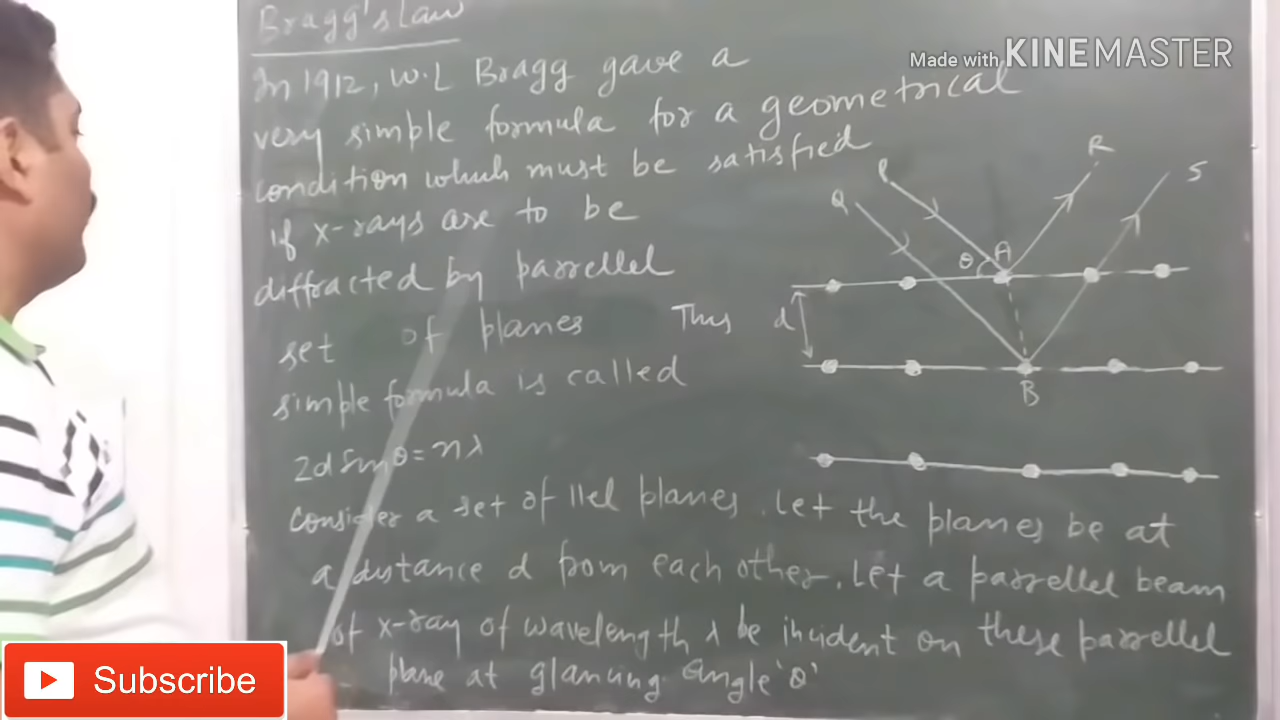 Bragg's law
In 1912, W.L Bragg gave a
very simple formula for a geometrical
condition which must be satisfied
if x-rays are to be
diffracted by parrellel
set of planes This
simple formula is called
2d Sinθ = nλ
Consider a set of llel planes. Let the planes be at
a distance d from each other. Let a parrellel beam
of x-ray of wavelength λ be incident on these parrellel
plane at glancing angle 'θ'
P
Q
R
S
θ
A
d
B
Made with KINEMASTER
Subscribe